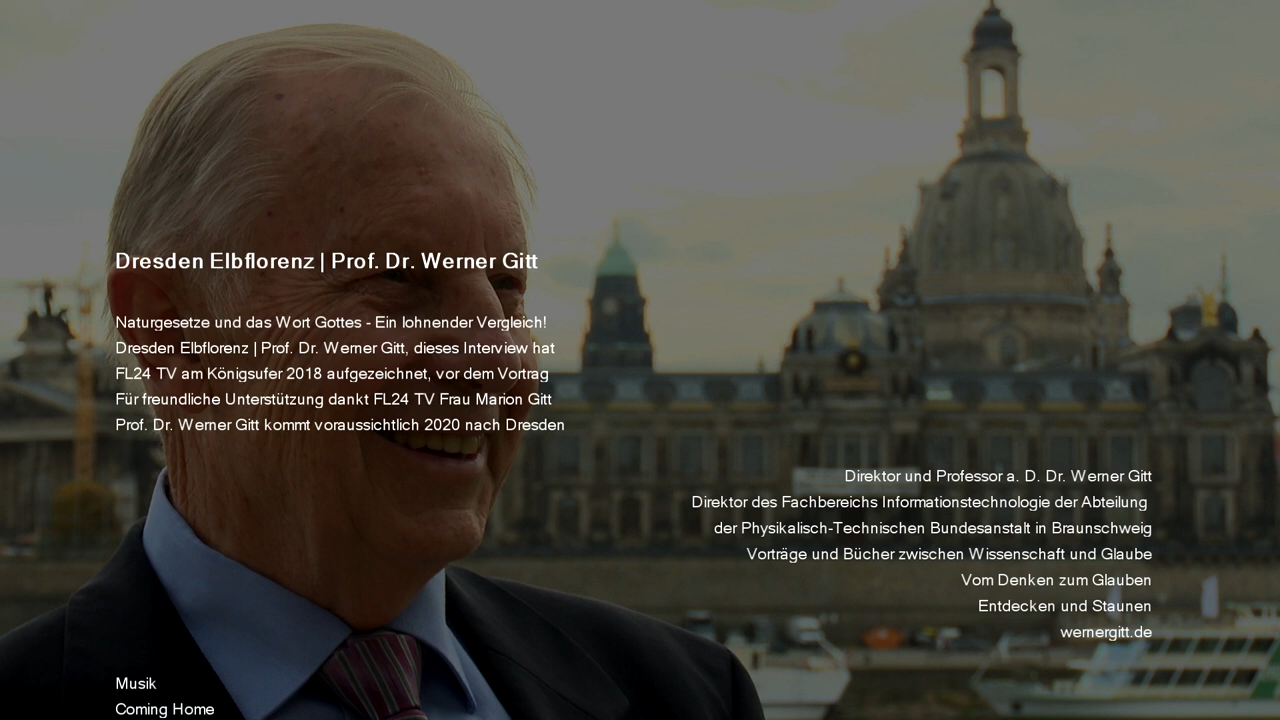 Dresden Elbflorenz | Prof. Dr. Werner Gitt
Naturgesetze und das Wort Gottes - Ein lohnender Vergleich!
Dresden Elbflorenz | Prof. Dr. Werner Gitt, dieses Interview hat
FL24 TV am Königsufer 2018 aufgezeichnet, vor dem Vortrag
Für freundliche Unterstützung dankt FL24 TV Frau Marion Gitt
Prof. Dr. Werner Gitt kommt voraussichtlich 2020 nach Dresden
Direktor und Professor a. D. Dr. Werner Gitt
Direktor des Fachbereichs Informationstechnologie der Abteilung
der Physikalisch-Technischen Bundesanstalt in Braunschweig
Vorträge und Bücher zwischen Wissenschaft und Glaube
Vom Denken zum Glauben
Entdecken und Staunen
wernergitt.de
Musik
Coming Home